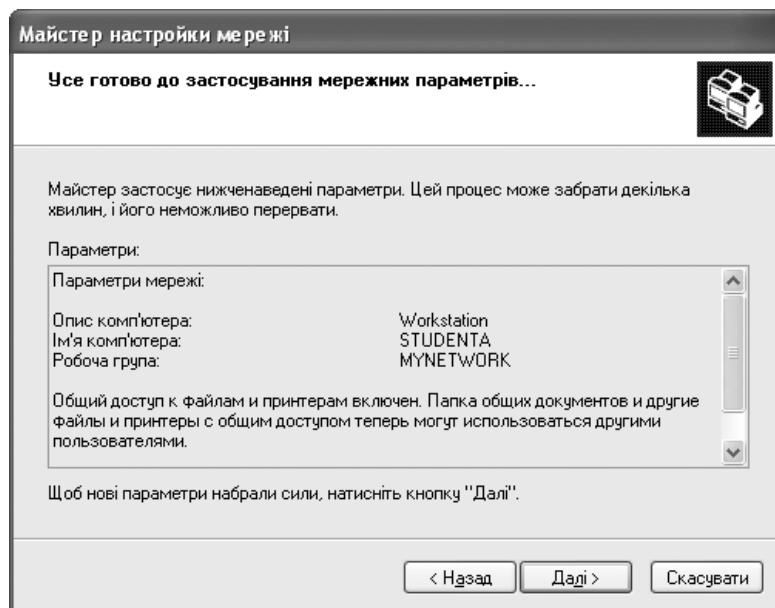 Майстер настройки мережі
Усе готово до застосування мережних параметрів...
Майстер застосує нижченаведені параметри. Цей процес може забрати декілька
хвилин, і його неможливо перервати.
Параметри:
Параметри мережі:
Опис комп'ютера: Workstation
Ім'я комп'ютера: STUDENTA
Робоча група: MYNETWORK
Общий доступ к файлам и принтерам включен. Папка общих документов и другие
файлы и принтеры с общим доступом теперь могут использоваться другими
пользователями.
Щоб нові параметри набрали сили, натисніть кнопку "Далі".
< Назад Далі > Скасувати